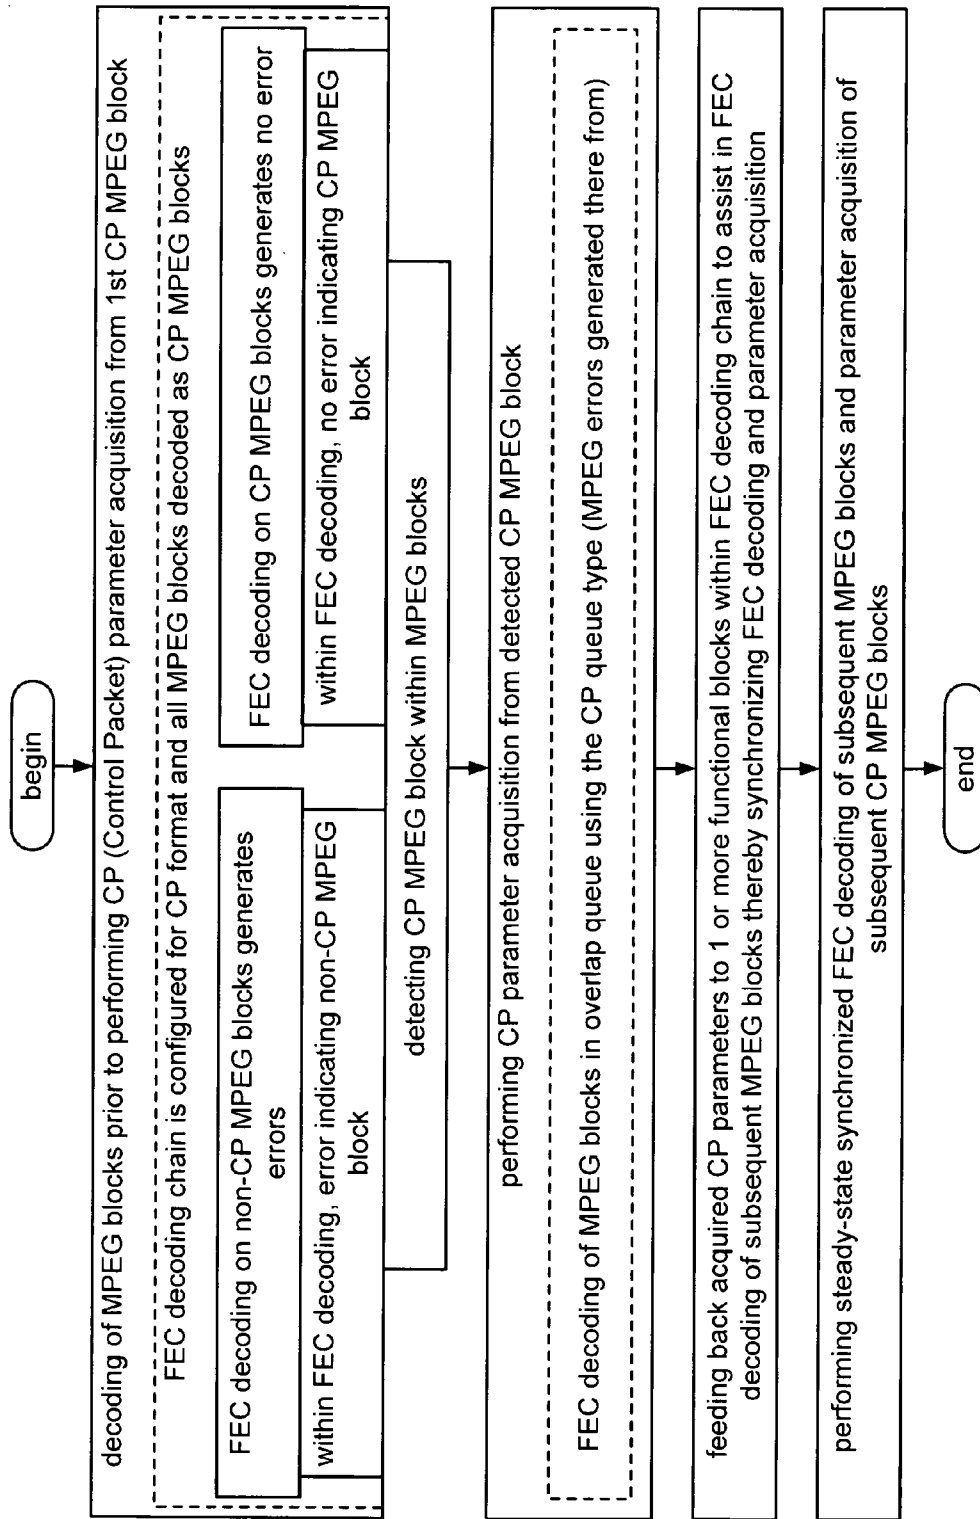 begin
decoding of MPEG blocks prior to performing CP (Control Packet) parameter acquisition from 1st CP MPEG block
FEC decoding chain is configured for CP format and all MPEG blocks decoded as CP MPEG blocks
FEC decoding on non-CP MPEG blocks generates
errors
within FEC decoding, error indicating non-CP MPEG
block
FEC decoding on CP MPEG blocks generates no error
within FEC decoding, no error indicating CP MPEG
block
detecting CP MPEG block within MPEG blocks
performing CP parameter acquisition from detected CP MPEG block
FEC decoding of MPEG blocks in overlap queue using the CP queue type (MPEG errors generated there from)
feeding back acquired CP parameters to 1 or more functional blocks within FEC decoding chain to assist in FEC
decoding of subsequent MPEG blocks thereby synchronizing FEC decoding and parameter acquisition
performing steady-state synchronized FEC decoding of subsequent MPEG blocks and parameter acquisition of
subsequent CP MPEG blocks
end